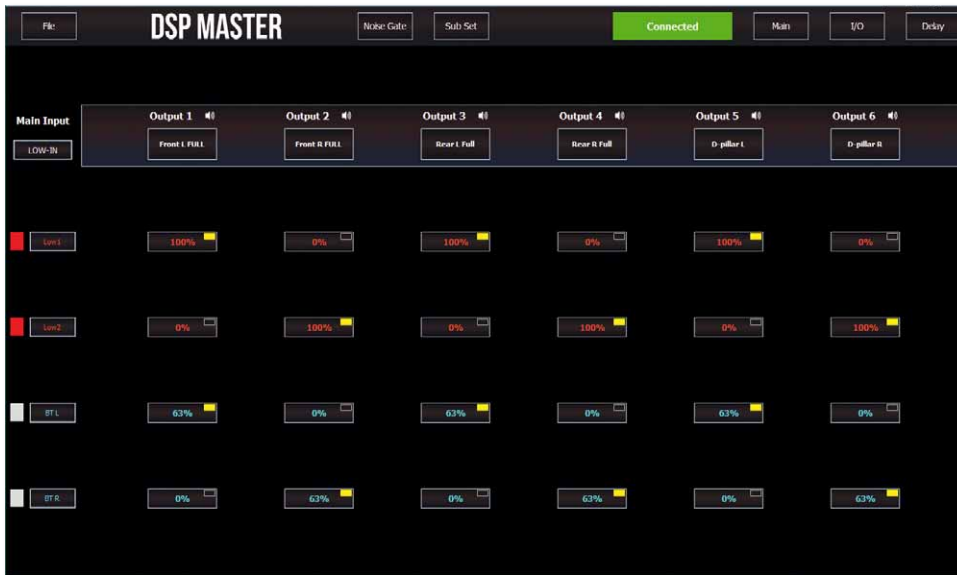 File DSP MASTER Noise Gate Sub Set Connected Main I/O Delay
Main Input Output 1 Output 2 Output 3 Output 4 Output 5 Output 6
LOW-IN Front L FULL Front R FULL Rear L Full Rear R Full D-pillar L D-pillar R
Low1 100% 0% 100% 0% 100% 0%
Low2 0% 100% 0% 100% 0% 100%
BT L 63% 0% 63% 0% 63% 0%
BT R 0% 63% 0% 63% 0% 63%